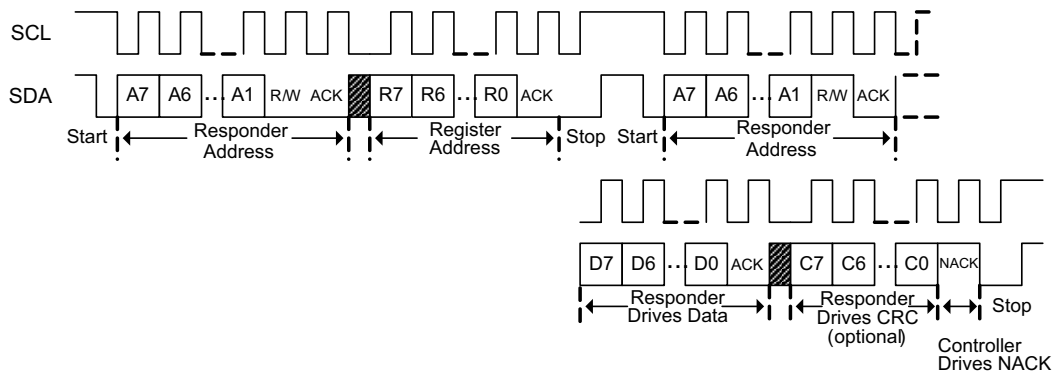 SCL
SDA
A7 A6 ... A1 R/W ACK R7 R6 ... R0 ACK A7 A6 ... A1 R/W ACK
Start Responder Address Register Address Stop Start Responder Address
D7 D6 ... D0 ACK C7 C6 ... C0 NACK
Responder Drives Data
Responder Drives CRC (optional)
Stop
Controller Drives NACK